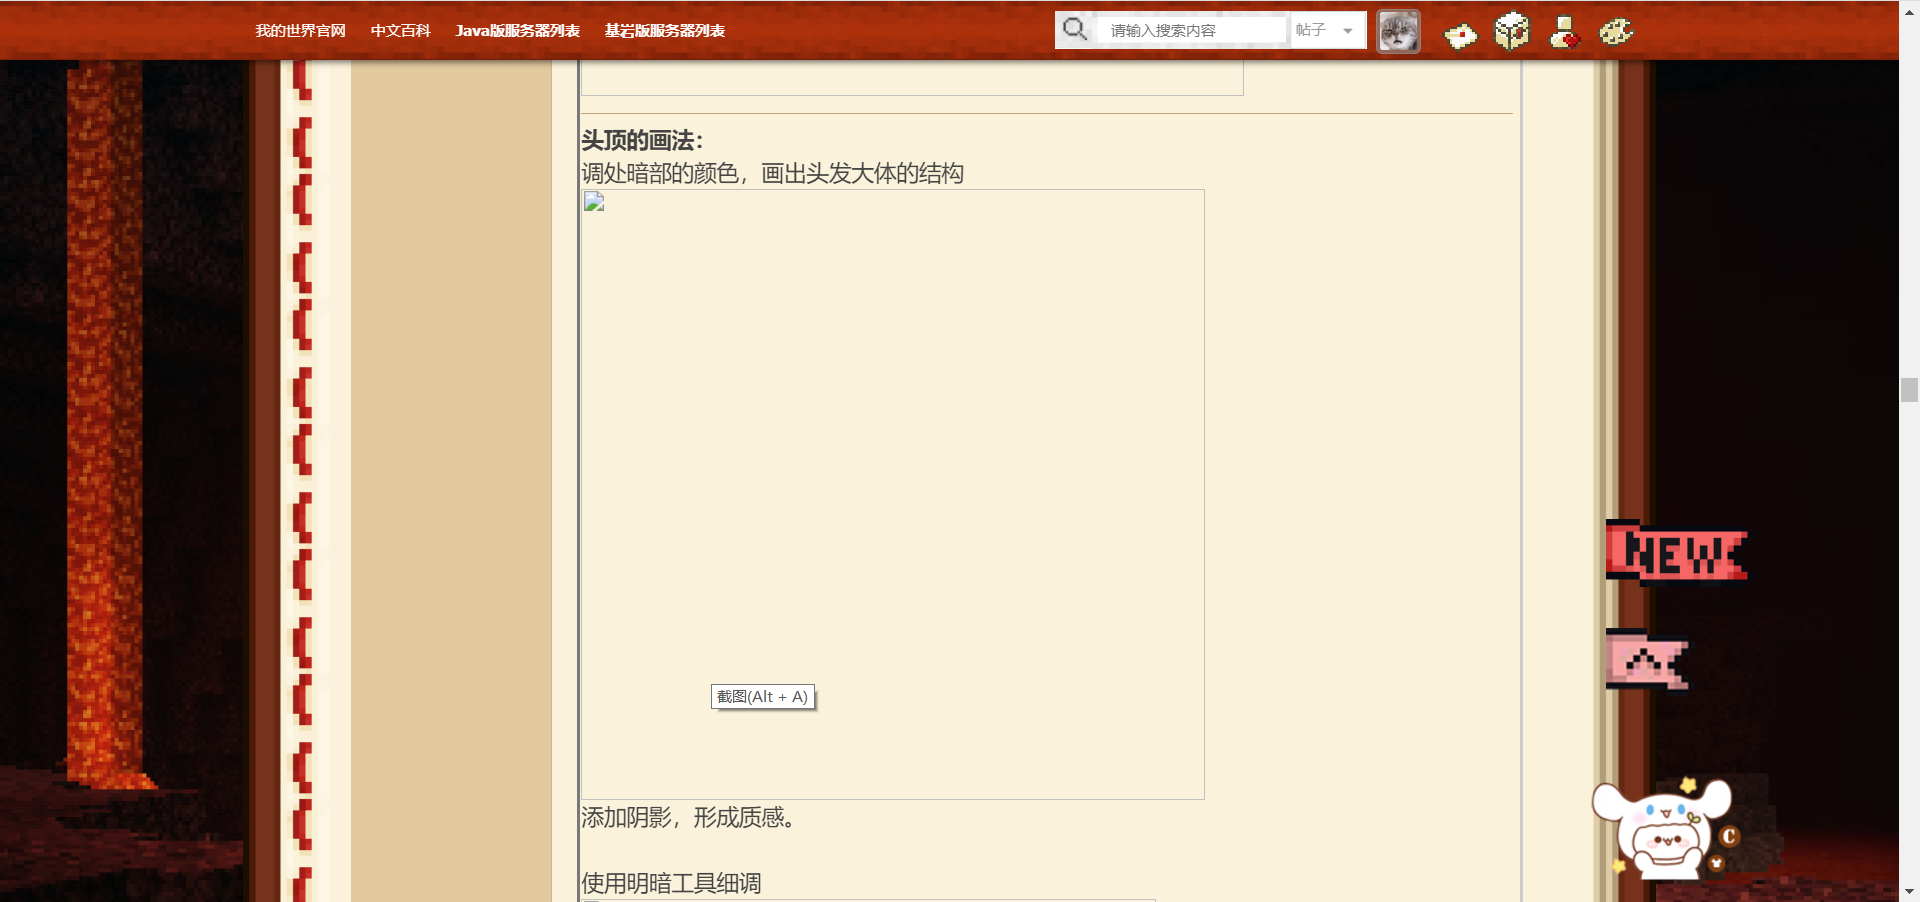 我的世界官网 中文百科 Java版服务器列表 基岩版服务器列表 请输入搜索内容 帖子
头顶的画法：
调处暗部的颜色，画出头发大体的结构
NEW
截图(Alt + A)
添加阴影，形成质感。
C
使用明暗工具细调